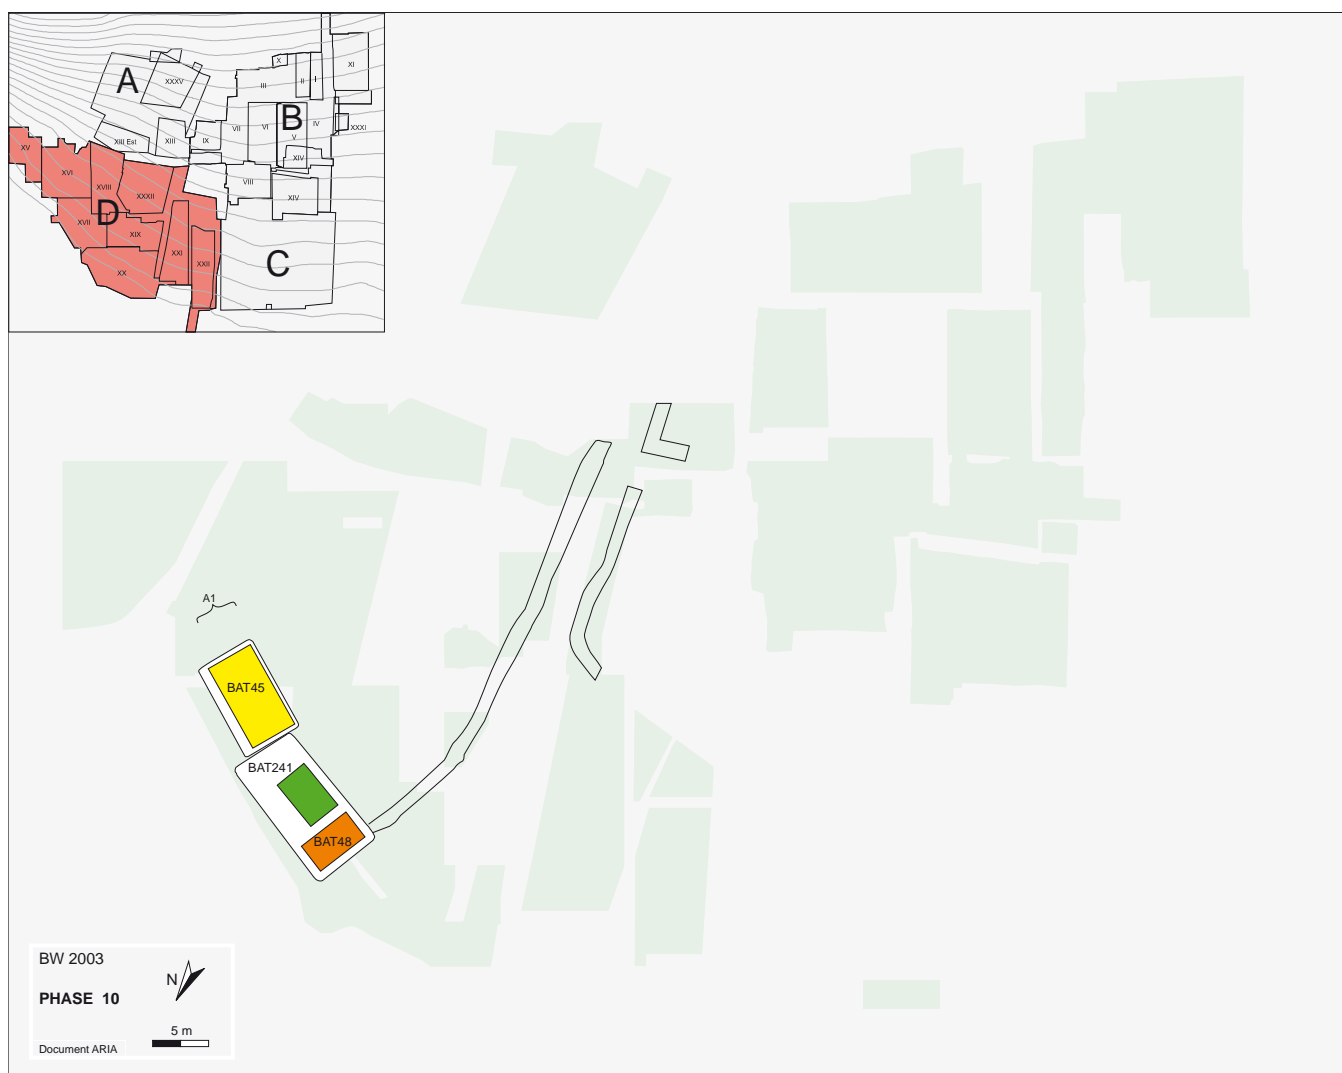 A
B
C
D
XXXV
XIII Est
XIII
IX
X
III
II
I
XI
XXXI
VII
VI
V
IV
XIV
VIII
XIV
XV
XVI
XVIII
XXXII
XVII
XIX
XX
XXI
XXII
A1
BAT45
BAT241
BAT48
BW 2003
N
PHASE 10
5 m
Document ARIA